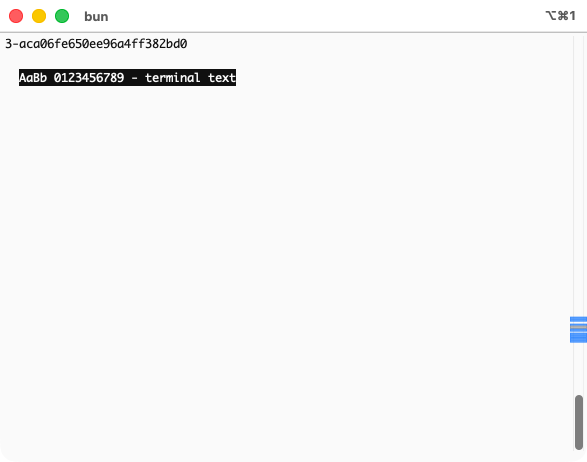 bun
⌥⌘1
3-aca06fe650ee96a4ff382bd0
AaBb 0123456789 - terminal text